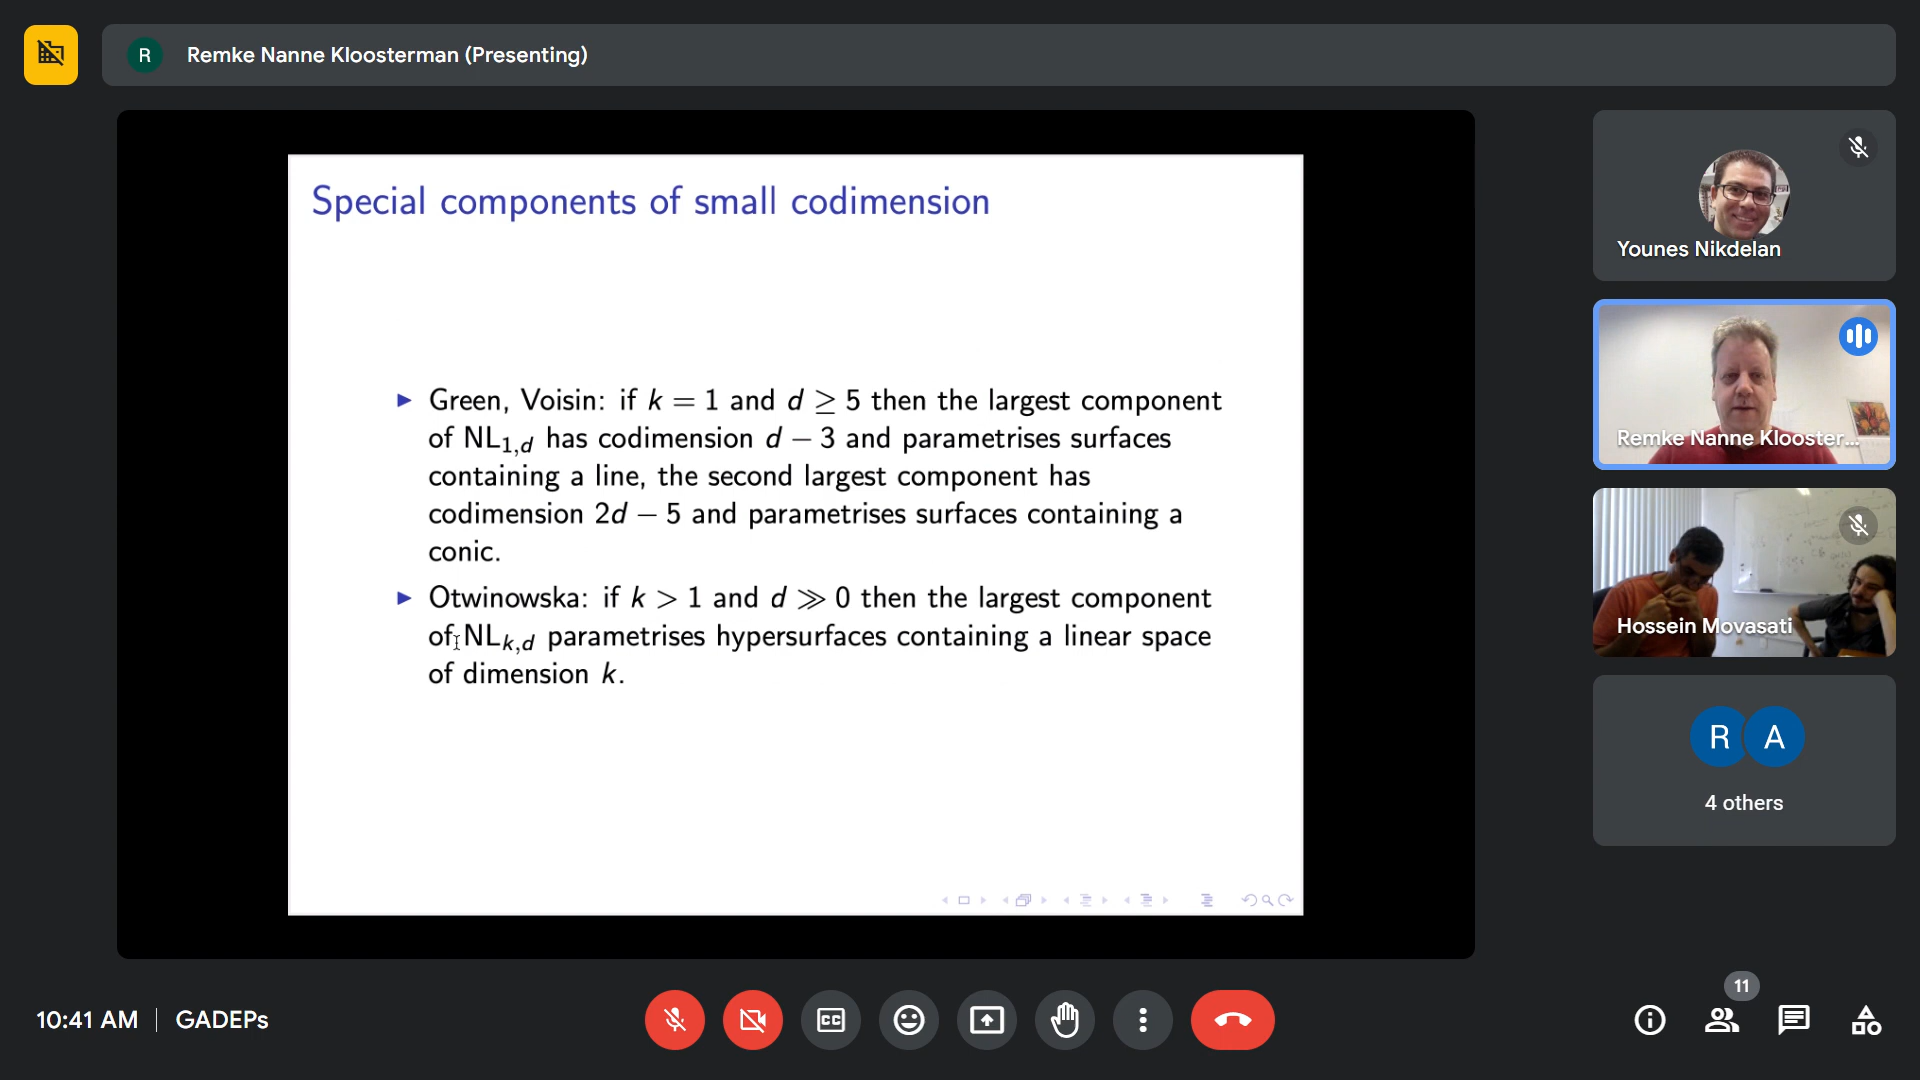 R Remke Nanne Kloosterman (Presenting)
Special components of small codimension
▶ Green, Voisin: if k = 1 and d ≥ 5 then the largest component
of NL₁,d has codimension d − 3 and parametrises surfaces
containing a line, the second largest component has
codimension 2d − 5 and parametrises surfaces containing a
conic.
▶ Otwinowska: if k > 1 and d ≫ 0 then the largest component
of NLk,d parametrises hypersurfaces containing a linear space
of dimension k.
Younes Nikdelan
Remke Nanne Klooster...
Hossein Movasati
R A
4 others
10:41 AM | GADEPs
CC
11